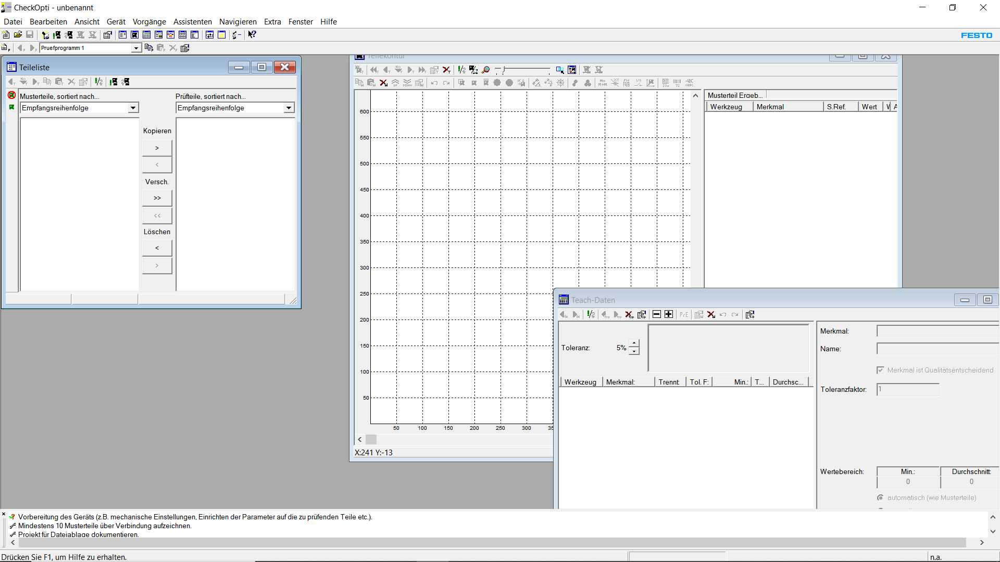 CheckOpti - unbenannt
Datei Bearbeiten Ansicht Gerät Vorgänge Assistenten Navigieren Extra Fenster Hilfe
FESTO
Pruefprogramm 1
Teileliste
Musterteile, sortiert nach...
Prüfteile, sortiert nach...
Empfangsreihenfolge
Empfangsreihenfolge
Kopieren
>
<
Versch.
>>
<<
Löschen
<
>
Teilekontur
600
550
500
450
400
350
300
250
200
150
100
50
50 100 150 200 250 300 35
X:241 Y:-13
Musterteil Ergeb...
Werkzeug Merkmal S.Ref. Wert
Teach-Daten
Toleranz: 5%
Werkzeug Merkmal: Trennt Tol. F: Min.: T... Durchsc...
Merkmal:
Name:
Merkmal ist Qualitätsentscheidend
Toleranzfaktor: 1
Wertebereich: Min.: Durchschnitt:
0 0
automatisch (wie Musterteile)
Vorbereitung des Geräts (z.B. mechanische Einstellungen, Einrichten der Parameter auf die zu prüfenden Teile etc.).
Mindestens 10 Musterteile über Verbindung aufzeichnen.
Projekt für Dateiablage dokumentieren.
Drücken Sie F1, um Hilfe zu erhalten.
n.a.